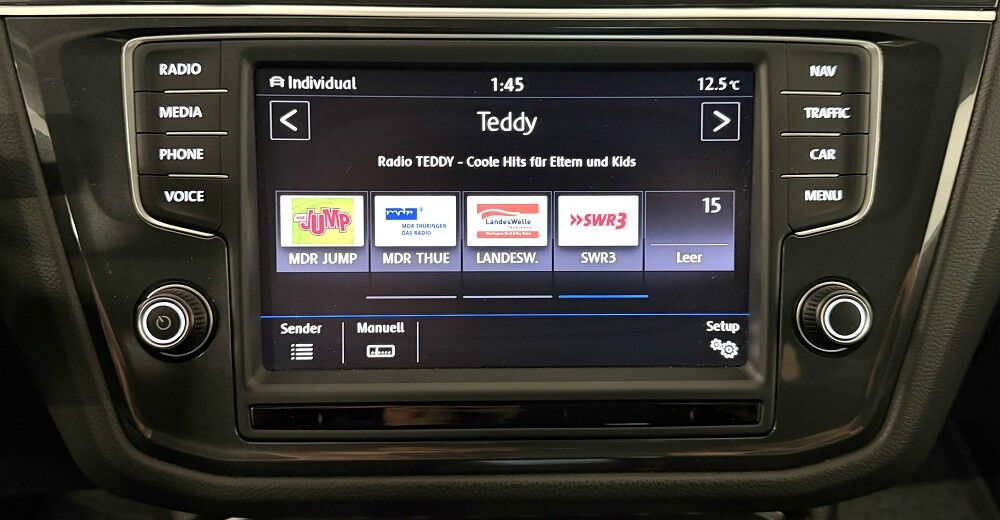 RADIO
MEDIA
PHONE
VOICE
Individual
1:45
12.5°C
<
Teddy
>
Radio TEDDY - Coole Hits für Eltern und Kids
JUMP
MDR JUMP
mdr
MDR THÜRINGEN
DAS RADIO
MDR THUE
LandesWelle
LANDESW.
»SWR3
SWR3
15
Leer
Sender
Manuell
Setup
NAV
TRAFFIC
CAR
MENU